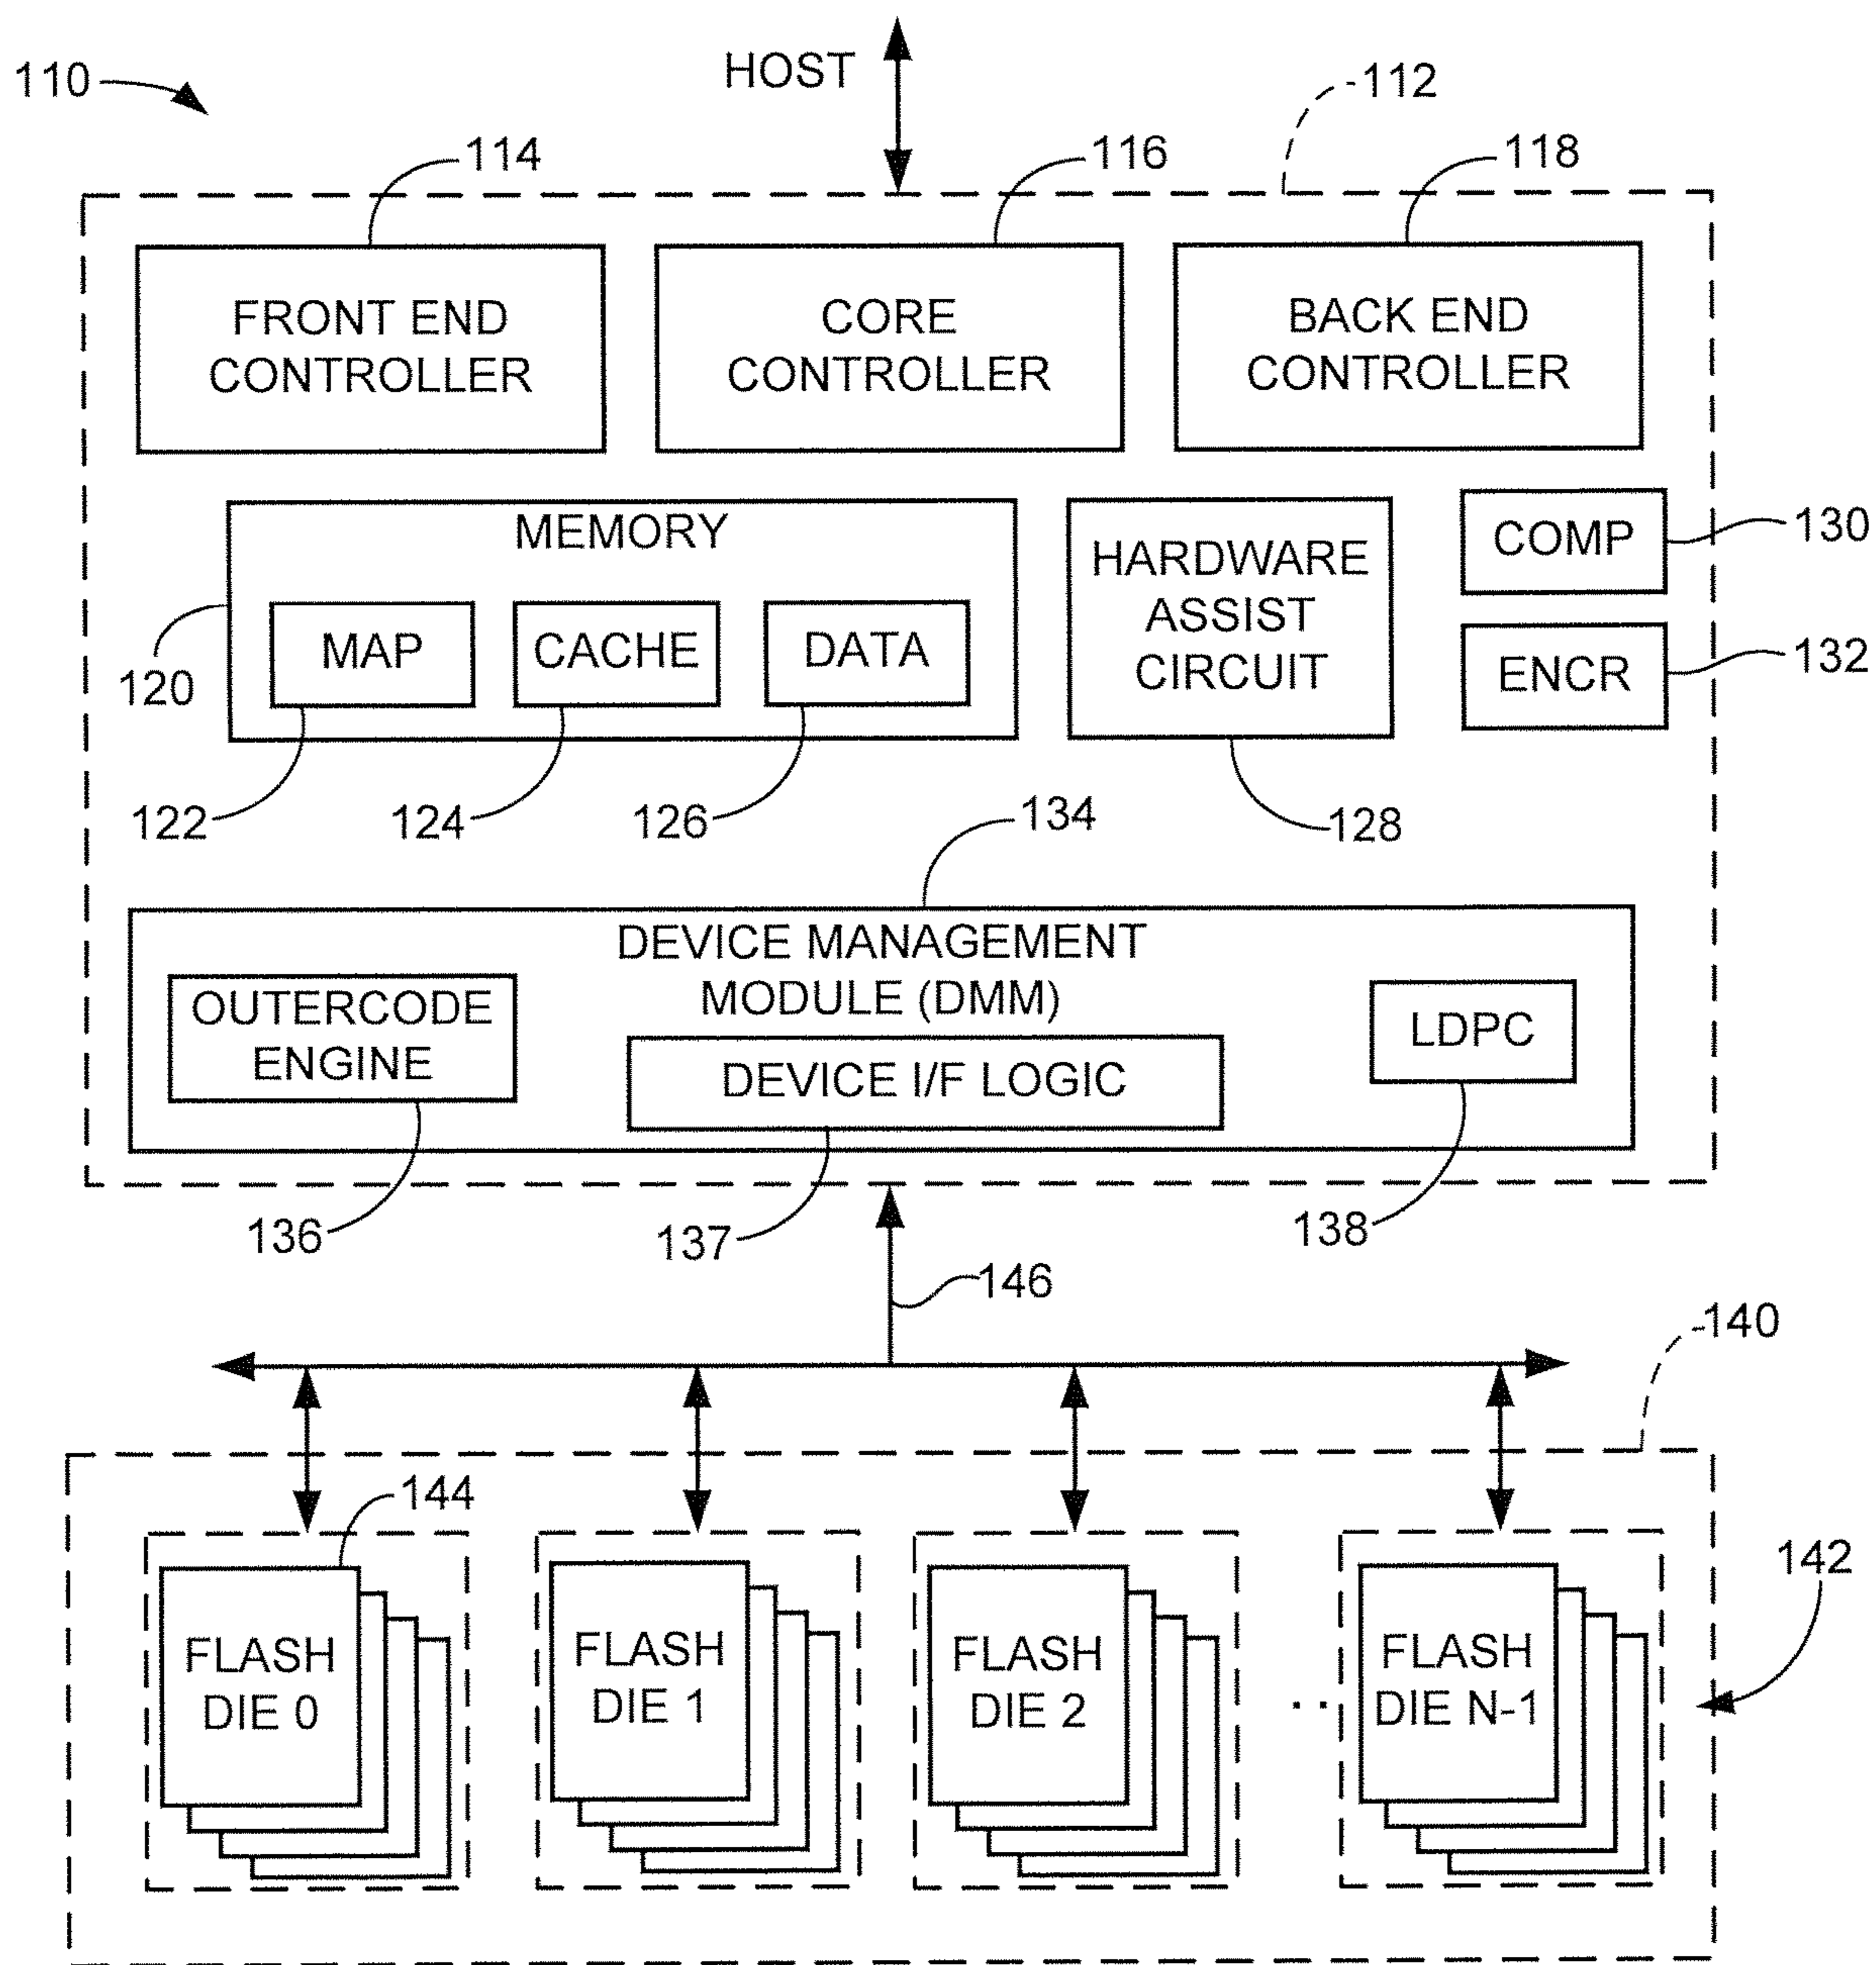 HOST
110
112
114
116
118
FRONT END
CONTROLLER
CORE
CONTROLLER
BACK END
CONTROLLER
MEMORY
MAP
CACHE
DATA
120
122
124
126
HARDWARE
ASSIST
CIRCUIT
128
COMP
130
ENCR
132
134
DEVICE MANAGEMENT
MODULE (DMM)
OUTERCODE
ENGINE
DEVICE I/F LOGIC
LDPC
136
137
138
146
140
144
142
FLASH
DIE 0
FLASH
DIE 1
FLASH
DIE 2
..
FLASH
DIE N-1